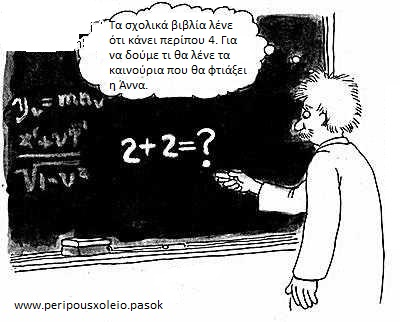 Τα σχολικά βιβλία λένε
ότι κάνει περίπου 4. Για
να δούμε τι θα λένε τα
καινούρια που θα φτιάξει
η Άννα.
2+2=?
www.peripousxoleio.pasok